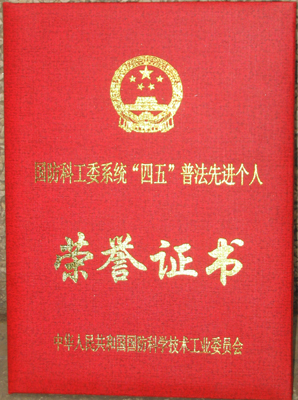 国防科工委系统“四五”普法先进个人
荣誉证书
中华人民共和国国防科学技术工业委员会